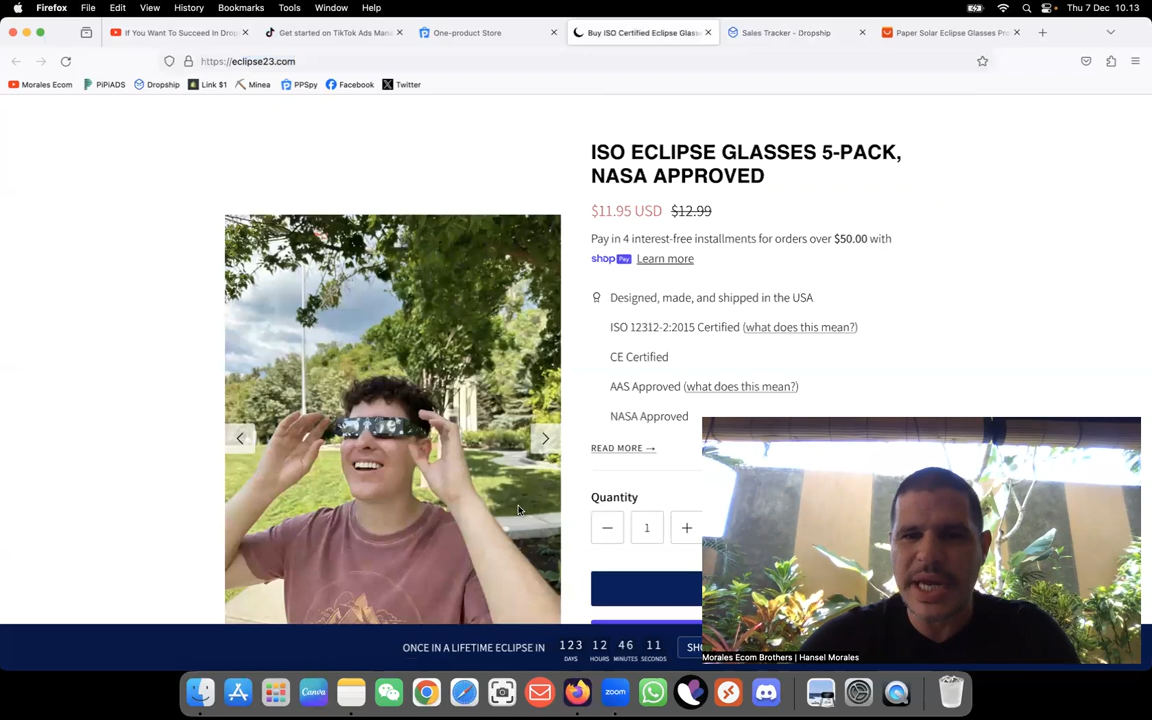 Firefox File Edit View History Bookmarks Tools Window Help Thu 7 Dec 10.13
If You Want To Succeed In Drop Get started on TikTok Ads Man One-product Store Buy ISO Certified Eclipse Glass Sales Tracker - Dropship Paper Solar Eclipse Glasses Pro
https://eclipse23.com
Morales Ecom PiPiADS Dropship Link $1 Minea PPSpy Facebook Twitter
ISO ECLIPSE GLASSES 5-PACK,
NASA APPROVED
$11.95 USD $12.99
Pay in 4 interest-free installments for orders over $50.00 with
shop Pay Learn more
Designed, made, and shipped in the USA
ISO 12312-2:2015 Certified (what does this mean?)
CE Certified
AAS Approved (what does this mean?)
NASA Approved
READ MORE →
Quantity
− 1 +
ONCE IN A LIFETIME ECLIPSE IN 123 12 46 11 SHO
DAYS HOURS MINUTES SECONDS
Morales Ecom Brothers | Hansel Morales
Canva zoom